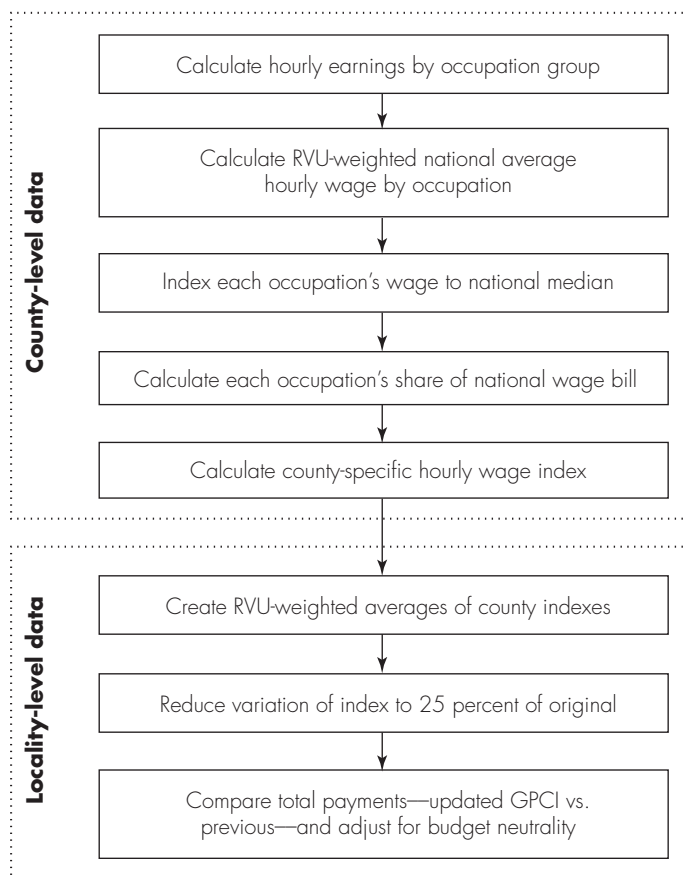 County-level data
Calculate hourly earnings by occupation group
Calculate RVU-weighted national average
hourly wage by occupation
Index each occupation’s wage to national median
Calculate each occupation’s share of national wage bill
Calculate county-specific hourly wage index
Locality-level data
Create RVU-weighted averages of county indexes
Reduce variation of index to 25 percent of original
Compare total payments—updated GPCI vs.
previous—and adjust for budget neutrality